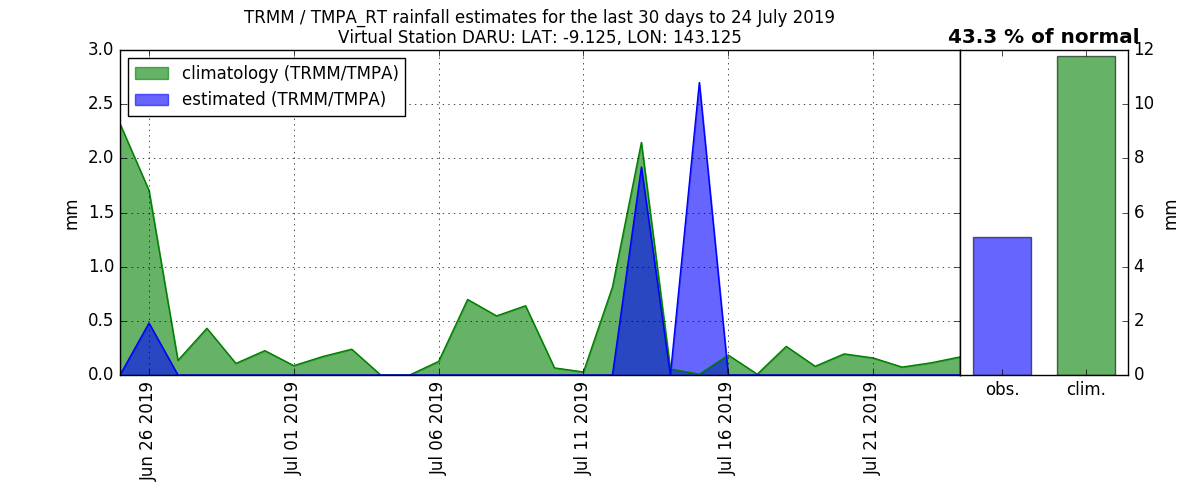 TRMM / TMPA_RT rainfall estimates for the last 30 days to 24 July 2019
Virtual Station DARU: LAT: -9.125, LON: 143.125
43.3 % of normal
climatology (TRMM/TMPA)
estimated (TRMM/TMPA)
3.0
2.5
2.0
1.5
1.0
0.5
0.0
mm
Jun 26 2019
Jul 01 2019
Jul 06 2019
Jul 11 2019
Jul 16 2019
Jul 21 2019
obs.
clim.
12
10
8
6
4
2
0
mm